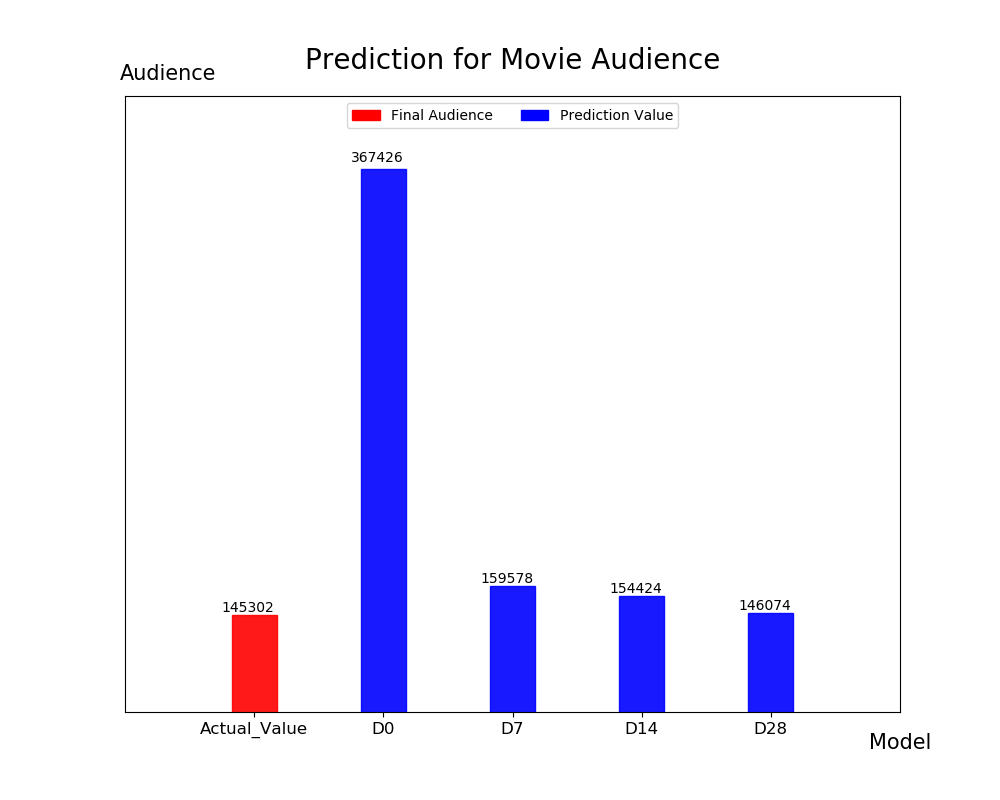 Prediction for Movie Audience
Audience
Final Audience
Prediction Value
367426
159578
154424
146074
145302
Actual_Value
D0
D7
D14
D28
Model